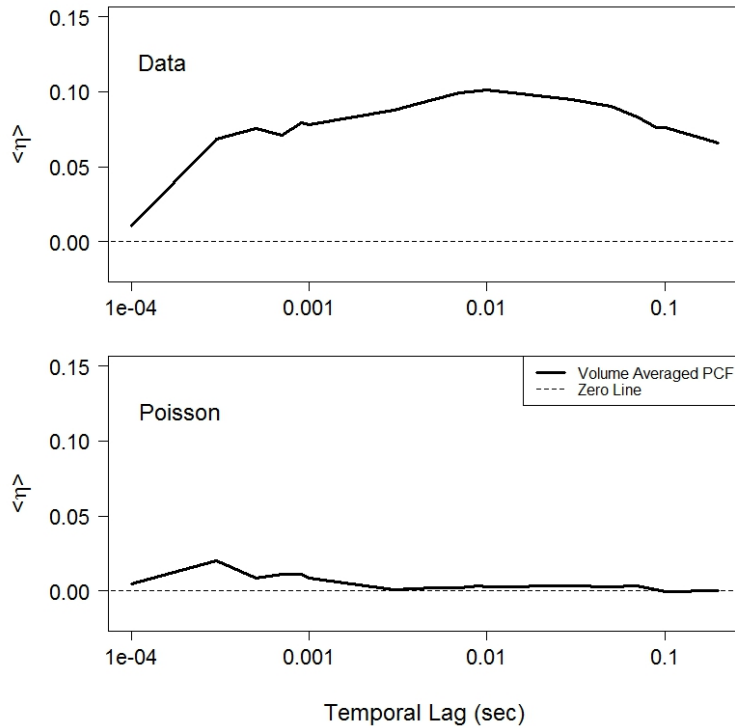 0.15
Data
0.10
<η>
0.05
0.00
1e-04 0.001 0.01 0.1
0.15
Volume Averaged PCF
Zero Line
Poisson
0.10
<η>
0.05
0.00
1e-04 0.001 0.01 0.1
Temporal Lag (sec)